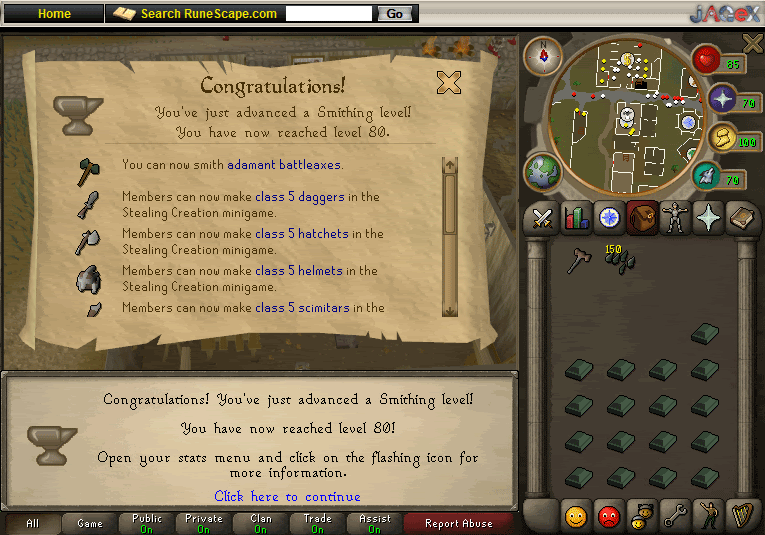 Home
Search RuneScape.com
Go
JAGeX
Congratulations!
You've just advanced a Smithing level!
You have now reached level 80.
You can now smith adamant battleaxes.
Members can now make class 5 daggers in the
Stealing Creation minigame.
Members can now make class 5 hatchets in the
Stealing Creation minigame.
Members can now make class 5 helmets in the
Stealing Creation minigame.
Members can now make class 5 scimitars in the
N
85
70
100
70
150
Congratulations! You've just advanced a Smithing level!
You have now reached level 80!
Open your stats menu and click on the flashing icon for
more information.
Click here to continue
All
Game
Public
On
Private
On
Clan
On
Trade
On
Assist
On
Report Abuse